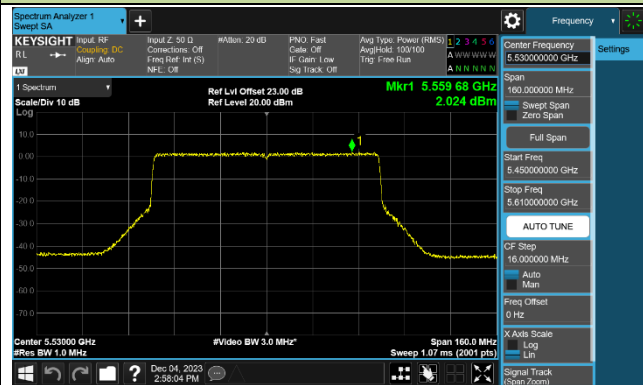 Spectrum Analyzer 1
Swept SA
+
Frequency
KEYSIGHT
RL
LXI
Input: RF
Coupling: DC
Align: Auto
Input Z: 50 Ω
Corrections: Off
Freq Ref: Int (S)
NFE: Off
#Atten: 20 dB
PNO: Fast
Gate: Off
IF Gain: Low
Sig Track: Off
Avg Type: Power (RMS)
Avg|Hold: 100/100
Trig: Free Run
1 2 3 4 5 6
A W W W W W
A N N N N N
1 Spectrum
Scale/Div 10 dB
Log
Ref Lvl Offset 23.00 dB
Ref Level 20.00 dBm
Mkr1 5.559 68 GHz
2.024 dBm
1
10.0
0.00
-10.0
-20.0
-30.0
-40.0
-50.0
-60.0
-70.0
Center 5.53000 GHz
#Res BW 1.0 MHz
#Video BW 3.0 MHz*
Span 160.0 MHz
Sweep 1.07 ms (2001 pts)
Center Frequency
5.530000000 GHz
Settings
Span
160.000000 MHz
Swept Span
Zero Span
Full Span
Start Freq
5.450000000 GHz
Stop Freq
5.610000000 GHz
AUTO TUNE
CF Step
16.000000 MHz
Auto
Man
Freq Offset
0 Hz
X Axis Scale
Log
Lin
Signal Track
(Span Zoom)
?
Dec 04, 2023
2:58:04 PM